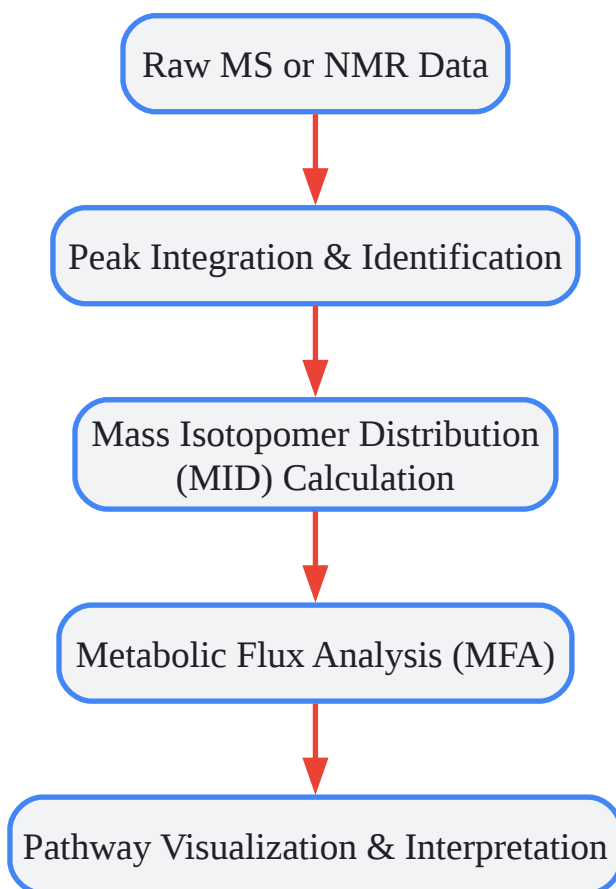 Raw MS or NMR Data
Peak Integration & Identification
Mass Isotopomer Distribution
(MID) Calculation
Metabolic Flux Analysis (MFA)
Pathway Visualization & Interpretation